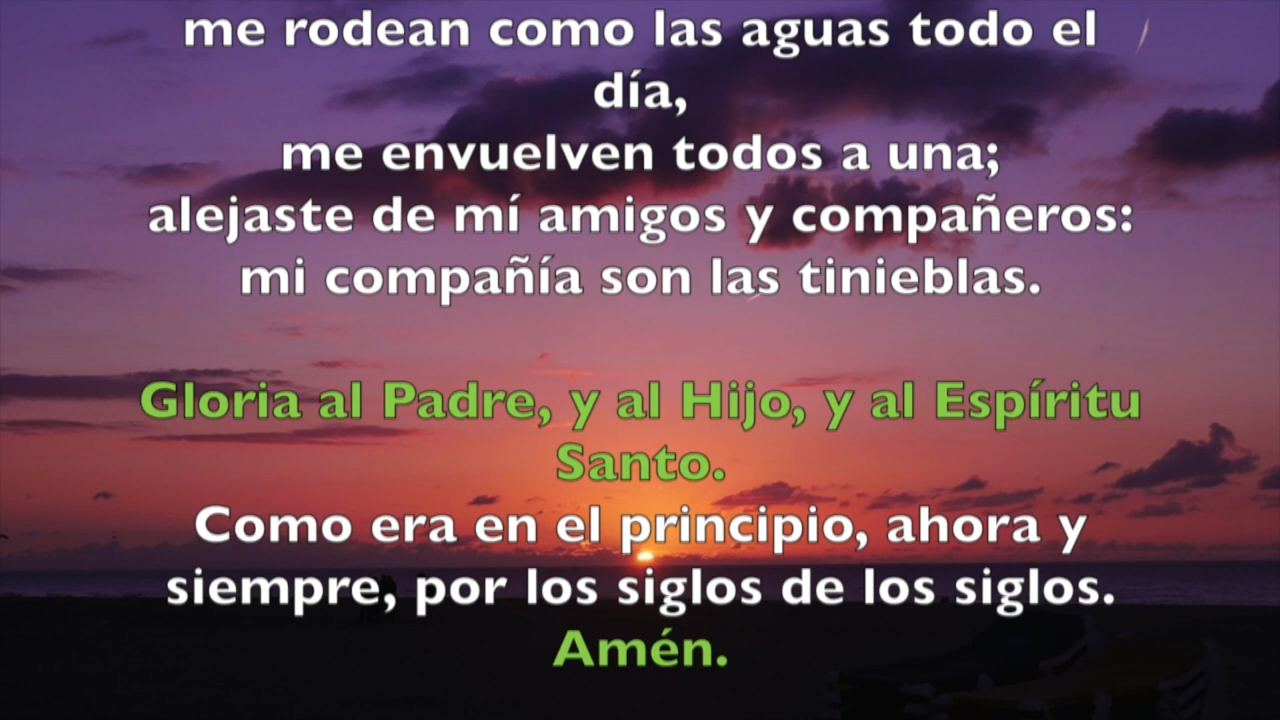 me rodean como las aguas todo el
día,
me envuelven todos a una;
alejaste de mí amigos y compañeros:
mi compañía son las tinieblas.
Gloria al Padre, y al Hijo, y al Espíritu
Santo.
Como era en el principio, ahora y
siempre, por los siglos de los siglos.
Amén.